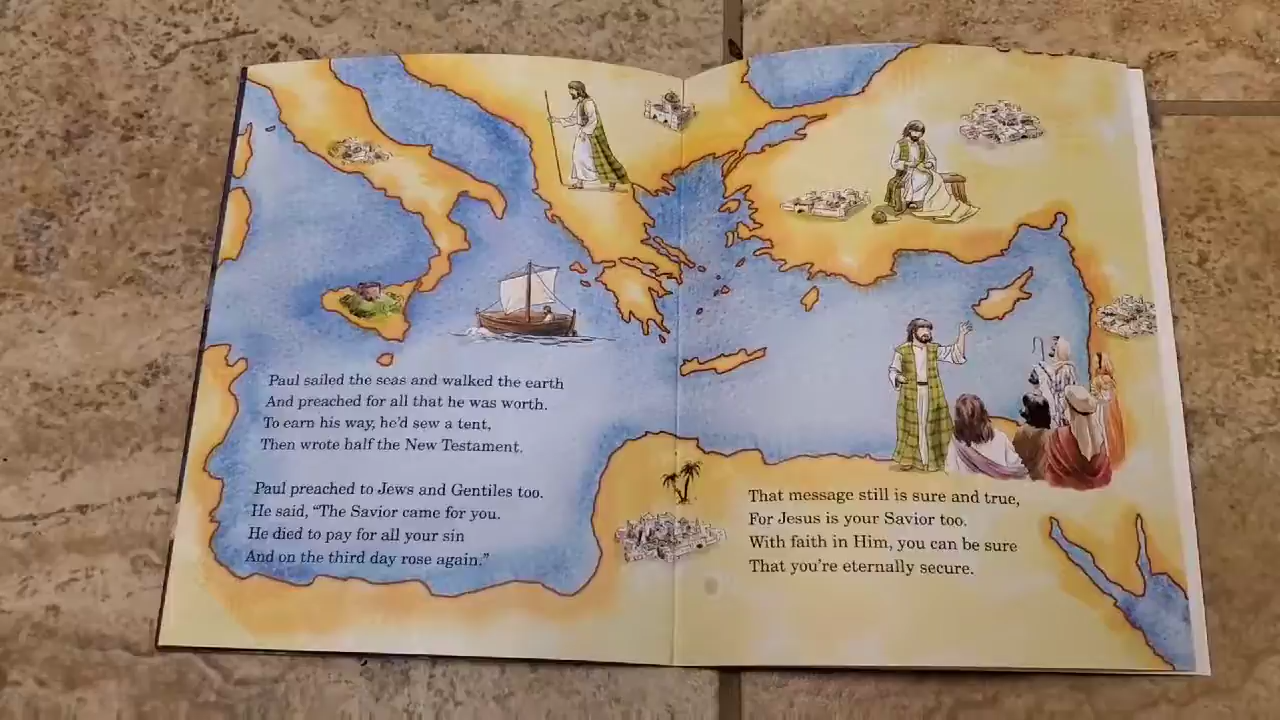 Paul sailed the seas and walked the earth
And preached for all that he was worth.
To earn his way, he'd sew a tent,
Then wrote half the New Testament.
Paul preached to Jews and Gentiles too.
He said, "The Savior came for you.
He died to pay for all your sin
And on the third day rose again."
That message still is sure and true,
For Jesus is your Savior too.
With faith in Him, you can be sure
That you're eternally secure.